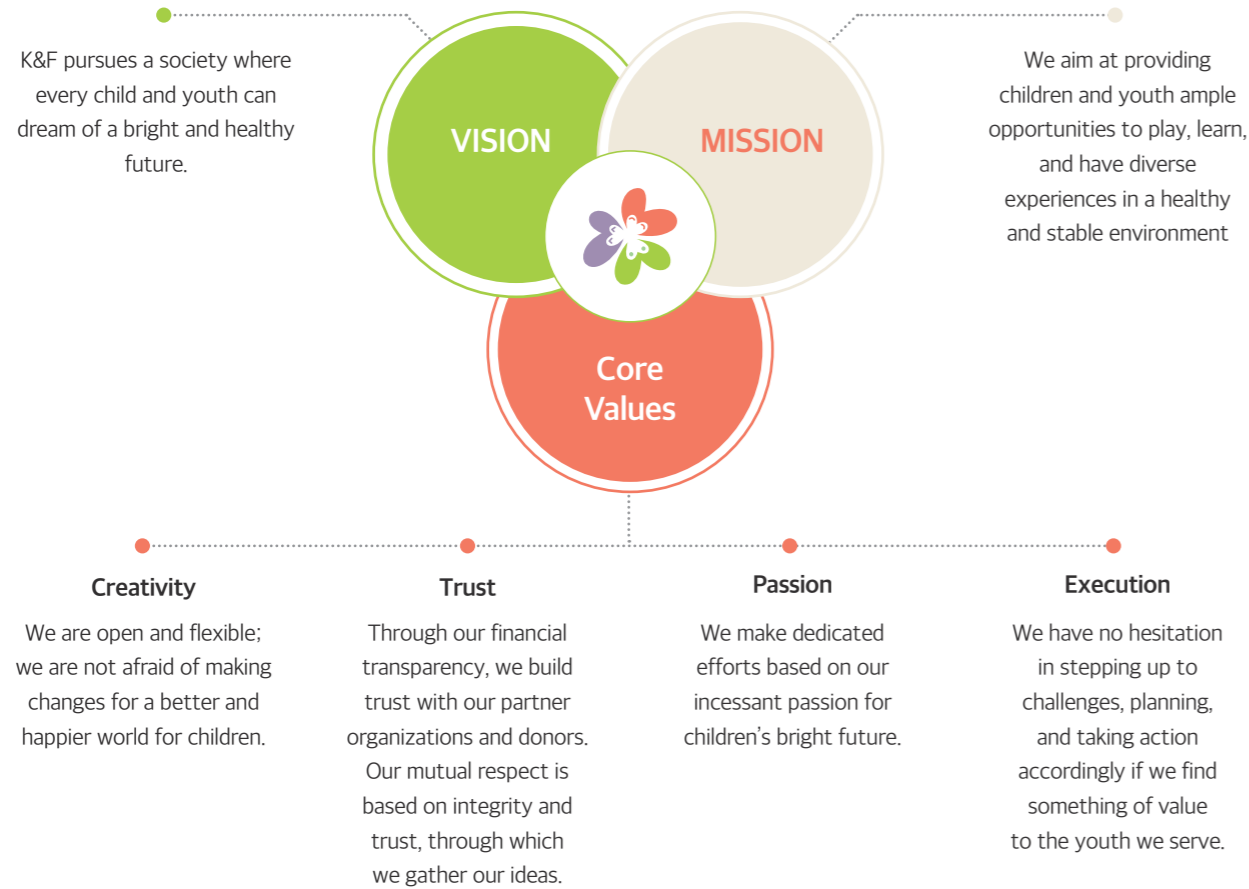 K&F pursues a society where
every child and youth can
dream of a bright and healthy
future.
VISION
MISSION
We aim at providing
children and youth ample
opportunities to play, learn,
and have diverse
experiences in a healthy
and stable environment
Core
Values
Creativity
We are open and flexible;
we are not afraid of making
changes for a better and
happier world for children.
Trust
Through our financial
transparency, we build
trust with our partner
organizations and donors.
Our mutual respect is
based on integrity and
trust, through which
we gather our ideas.
Passion
We make dedicated
efforts based on our
incessant passion for
children's bright future.
Execution
We have no hesitation
in stepping up to
challenges, planning,
and taking action
accordingly if we find
something of value
to the youth we serve.